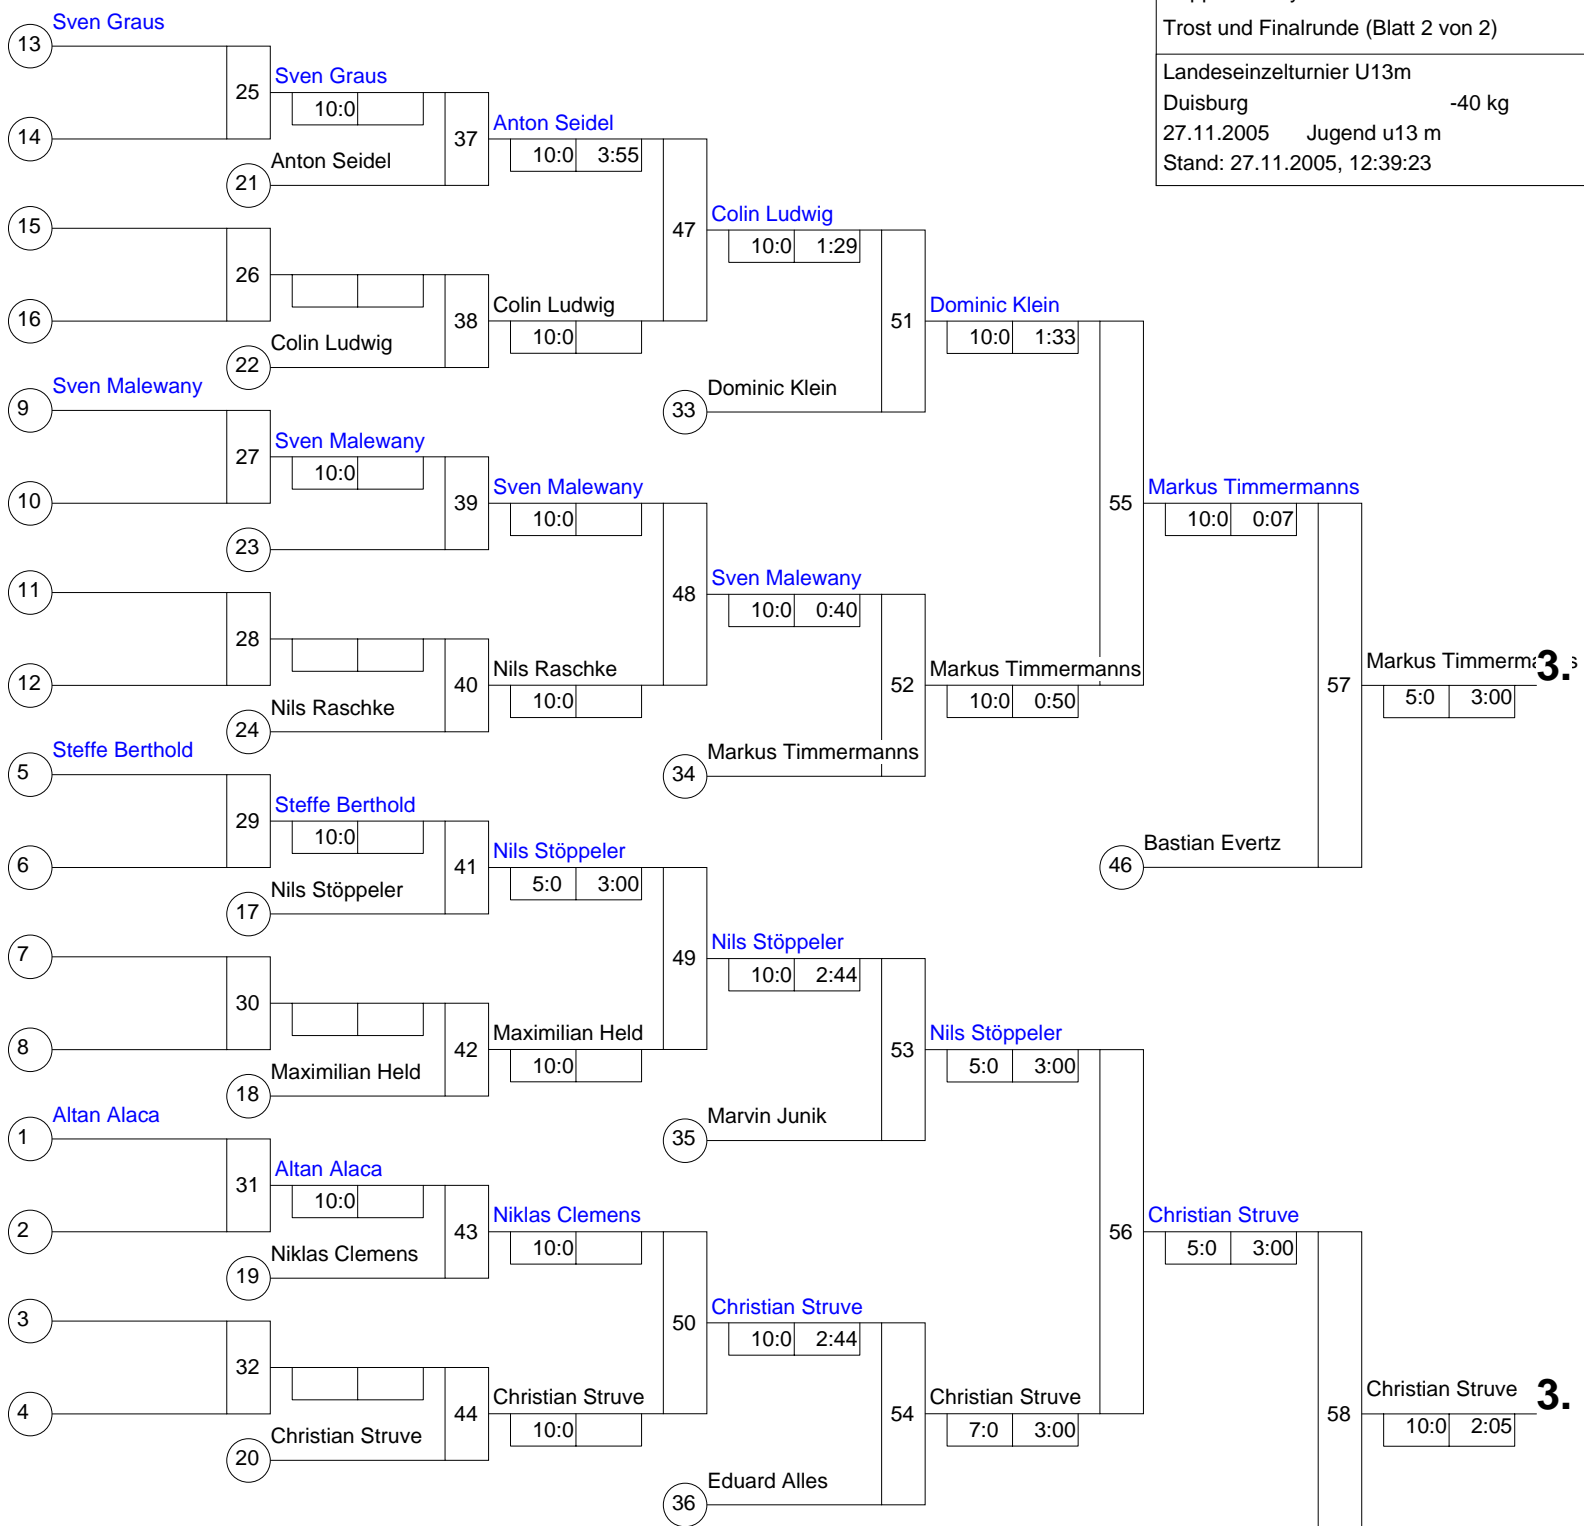 Trost und Finalrunde (Blatt 2 von 2)
Landeseinzelturnier U13m
Duisburg -40 kg
27.11.2005 Jugend u13 m
Stand: 27.11.2005, 12:39:23
Sven Graus
13
25
Sven Graus
10:0
14
37
Anton Seidel
10:0 3:55
Anton Seidel
21
15
47
Colin Ludwig
10:0 1:29
26
16
38
Colin Ludwig
10:0
Colin Ludwig
22
51
Dominic Klein
10:0 1:33
Sven Malewany
9
Dominic Klein
33
27
Sven Malewany
10:0
10
39
Sven Malewany
10:0
23
55
Markus Timmermanns
10:0 0:07
11
48
Sven Malewany
10:0 0:40
28
12
40
Nils Raschke
10:0
Nils Raschke
24
52
Markus Timmermanns
10:0 0:50
57
Markus Timmerma s
3.
5:0 3:00
Steffe Berthold
5
Markus Timmermanns
34
29
Steffe Berthold
10:0
6
41
Nils Stöppeler
5:0 3:00
Nils Stöppeler
17
Bastian Evertz
46
7
49
Nils Stöppeler
10:0 2:44
30
8
42
Maximilian Held
10:0
Maximilian Held
18
53
Nils Stöppeler
5:0 3:00
Altan Alaca
1
Marvin Junik
35
31
Altan Alaca
10:0
2
43
Niklas Clemens
10:0
Niklas Clemens
19
56
Christian Struve
5:0 3:00
3
50
Christian Struve
10:0 2:44
32
4
44
Christian Struve
10:0
Christian Struve
20
54
Christian Struve
7:0 3:00
58
Christian Struve
3.
10:0 2:05
Eduard Alles
36